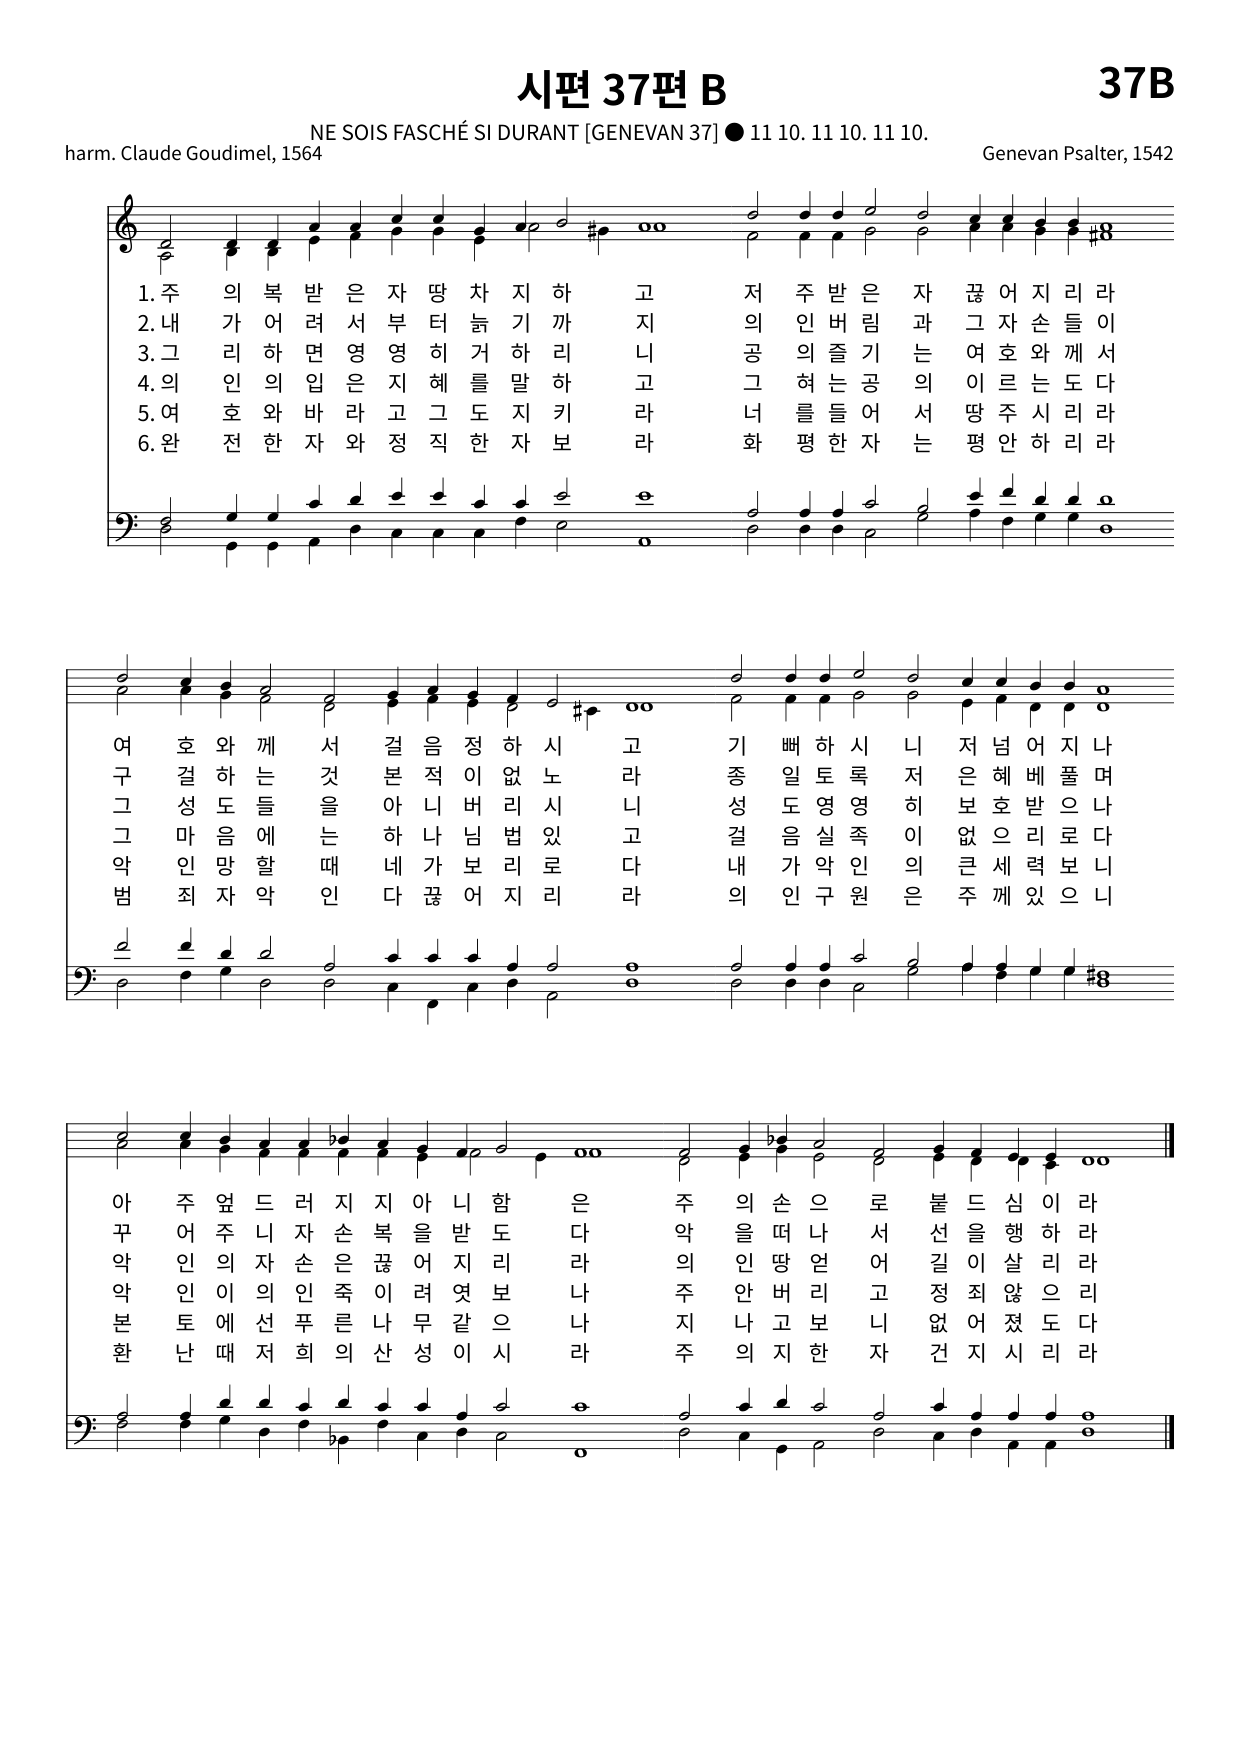 시편 37편 B
37B
NE SOIS FASCHÉ SI DURANT [GENEVAN 37] ● 11 10. 11 10. 11 10.
harm. Claude Goudimel, 1564
Genevan Psalter, 1542
1. 주 의 복 받 은 자 땅 차 지 하 고 저 주 받 은 자 끊 어 지 리 라
2. 내 가 어 려 서 부 터 늙 기 까 지 의 인 버 림 과 그 자 손 들 이
3. 그 리 하 면 영 영 히 거 하 리 니 공 의 즐 기 는 여 호 와 께 서
4. 의 인 의 입 은 지 혜 를 말 하 고 그 혀 는 공 의 이 르 는 도 다
5. 여 호 와 바 라 고 그 도 지 키 라 너 를 들 어 서 땅 주 시 리 라
6. 완 전 한 자 와 정 직 한 자 보 라 화 평 한 자 는 평 안 하 리 라
여 호 와 께 서 걸 음 정 하 시 고 기 뻐 하 시 니 저 넘 어 지 나
구 걸 하 는 것 본 적 이 없 노 라 종 일 토 록 저 은 혜 베 풀 며
그 성 도 들 을 아 니 버 리 시 니 성 도 영 영 히 보 호 받 으 나
그 마 음 에 는 하 나 님 법 있 고 걸 음 실 족 이 없 으 리 로 다
악 인 망 할 때 네 가 보 리 로 다 내 가 악 인 의 큰 세 력 보 니
범 죄 자 악 인 다 끊 어 지 리 라 의 인 구 원 은 주 께 있 으 니
아 주 엎 드 러 지 지 아 니 함 은 주 의 손 으 로 붙 드 심 이 라
꾸 어 주 니 자 손 복 을 받 도 다 악 을 떠 나 서 선 을 행 하 라
악 인 의 자 손 은 끊 어 지 리 라 의 인 땅 얻 어 길 이 살 리 라
악 인 이 의 인 죽 이 려 엿 보 나 주 안 버 리 고 정 죄 않 으 리
본 토 에 선 푸 른 나 무 같 으 나 지 나 고 보 니 없 어 졌 도 다
환 난 때 저 희 의 산 성 이 시 라 주 의 지 한 자 건 지 시 리 라